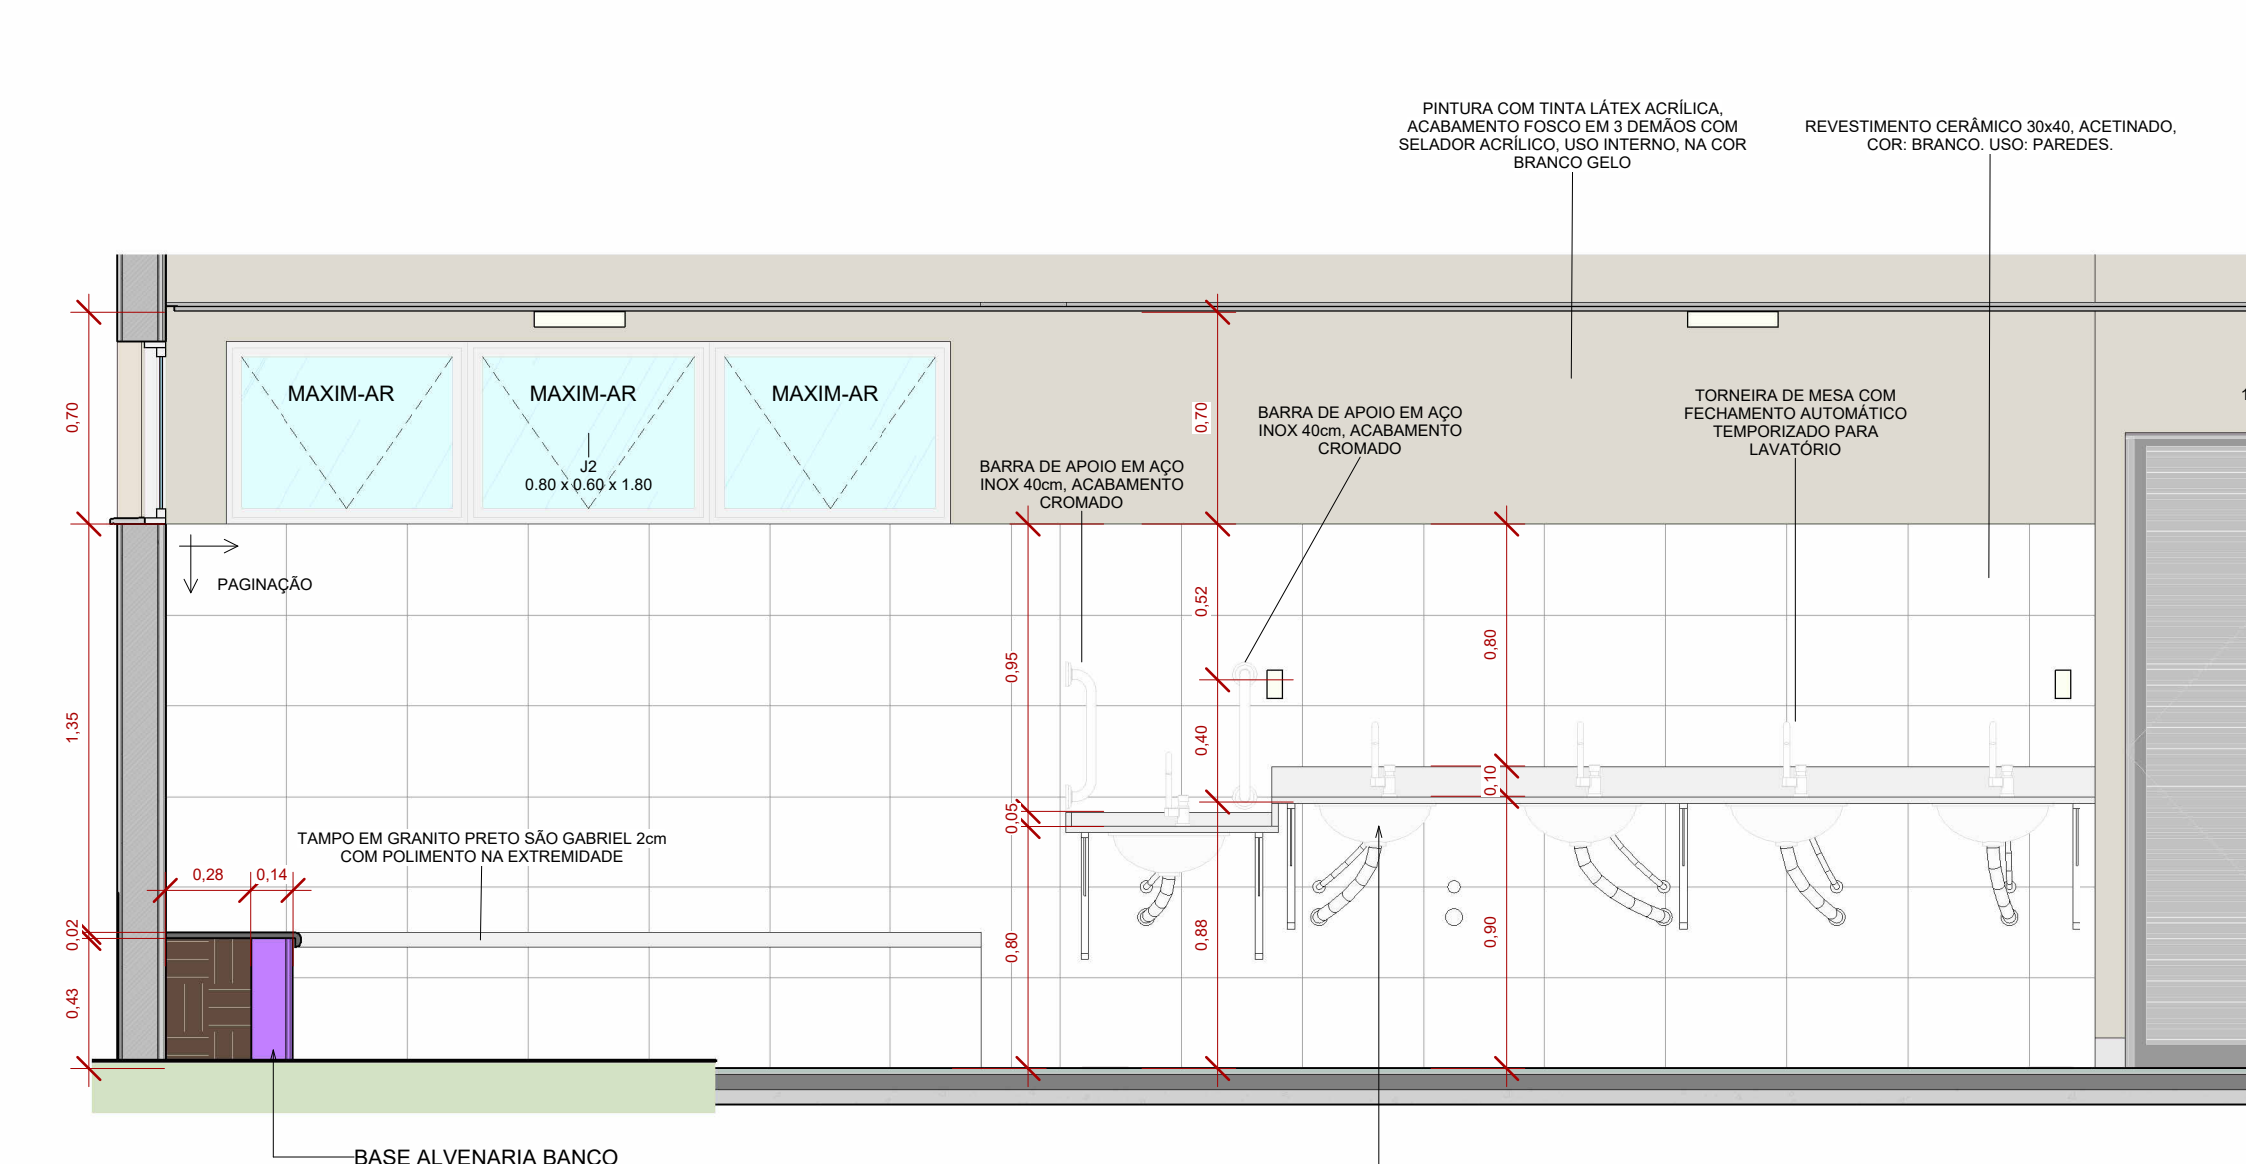 PINTURA COM TINTA LÁTEX ACRÍLICA,
ACABAMENTO FOSCO EM 3 DEMÃOS COM
SELADOR ACRÍLICO, USO INTERNO, NA COR
BRANCO GELO
REVESTIMENTO CERÂMICO 30x40, ACETINADO,
COR: BRANCO. USO: PAREDES.
MAXIM-AR
MAXIM-AR
MAXIM-AR
J2
0.80 x 0.60 x 1.80
0,70
0,70
BARRA DE APOIO EM AÇO
INOX 40cm, ACABAMENTO
CROMADO
BARRA DE APOIO EM AÇO
INOX 40cm, ACABAMENTO
CROMADO
TORNEIRA DE MESA COM
FECHAMENTO AUTOMÁTICO
TEMPORIZADO PARA
LAVATÓRIO
1
PAGINAÇÃO
0,52
0,95
0,80
1,35
0,40
0,10
0,05
TAMPO EM GRANITO PRETO SÃO GABRIEL 2cm
COM POLIMENTO NA EXTREMIDADE
0,28
0,14
0,02
0,80
0,88
0,90
0,43
BASE ALVENARIA BANCO